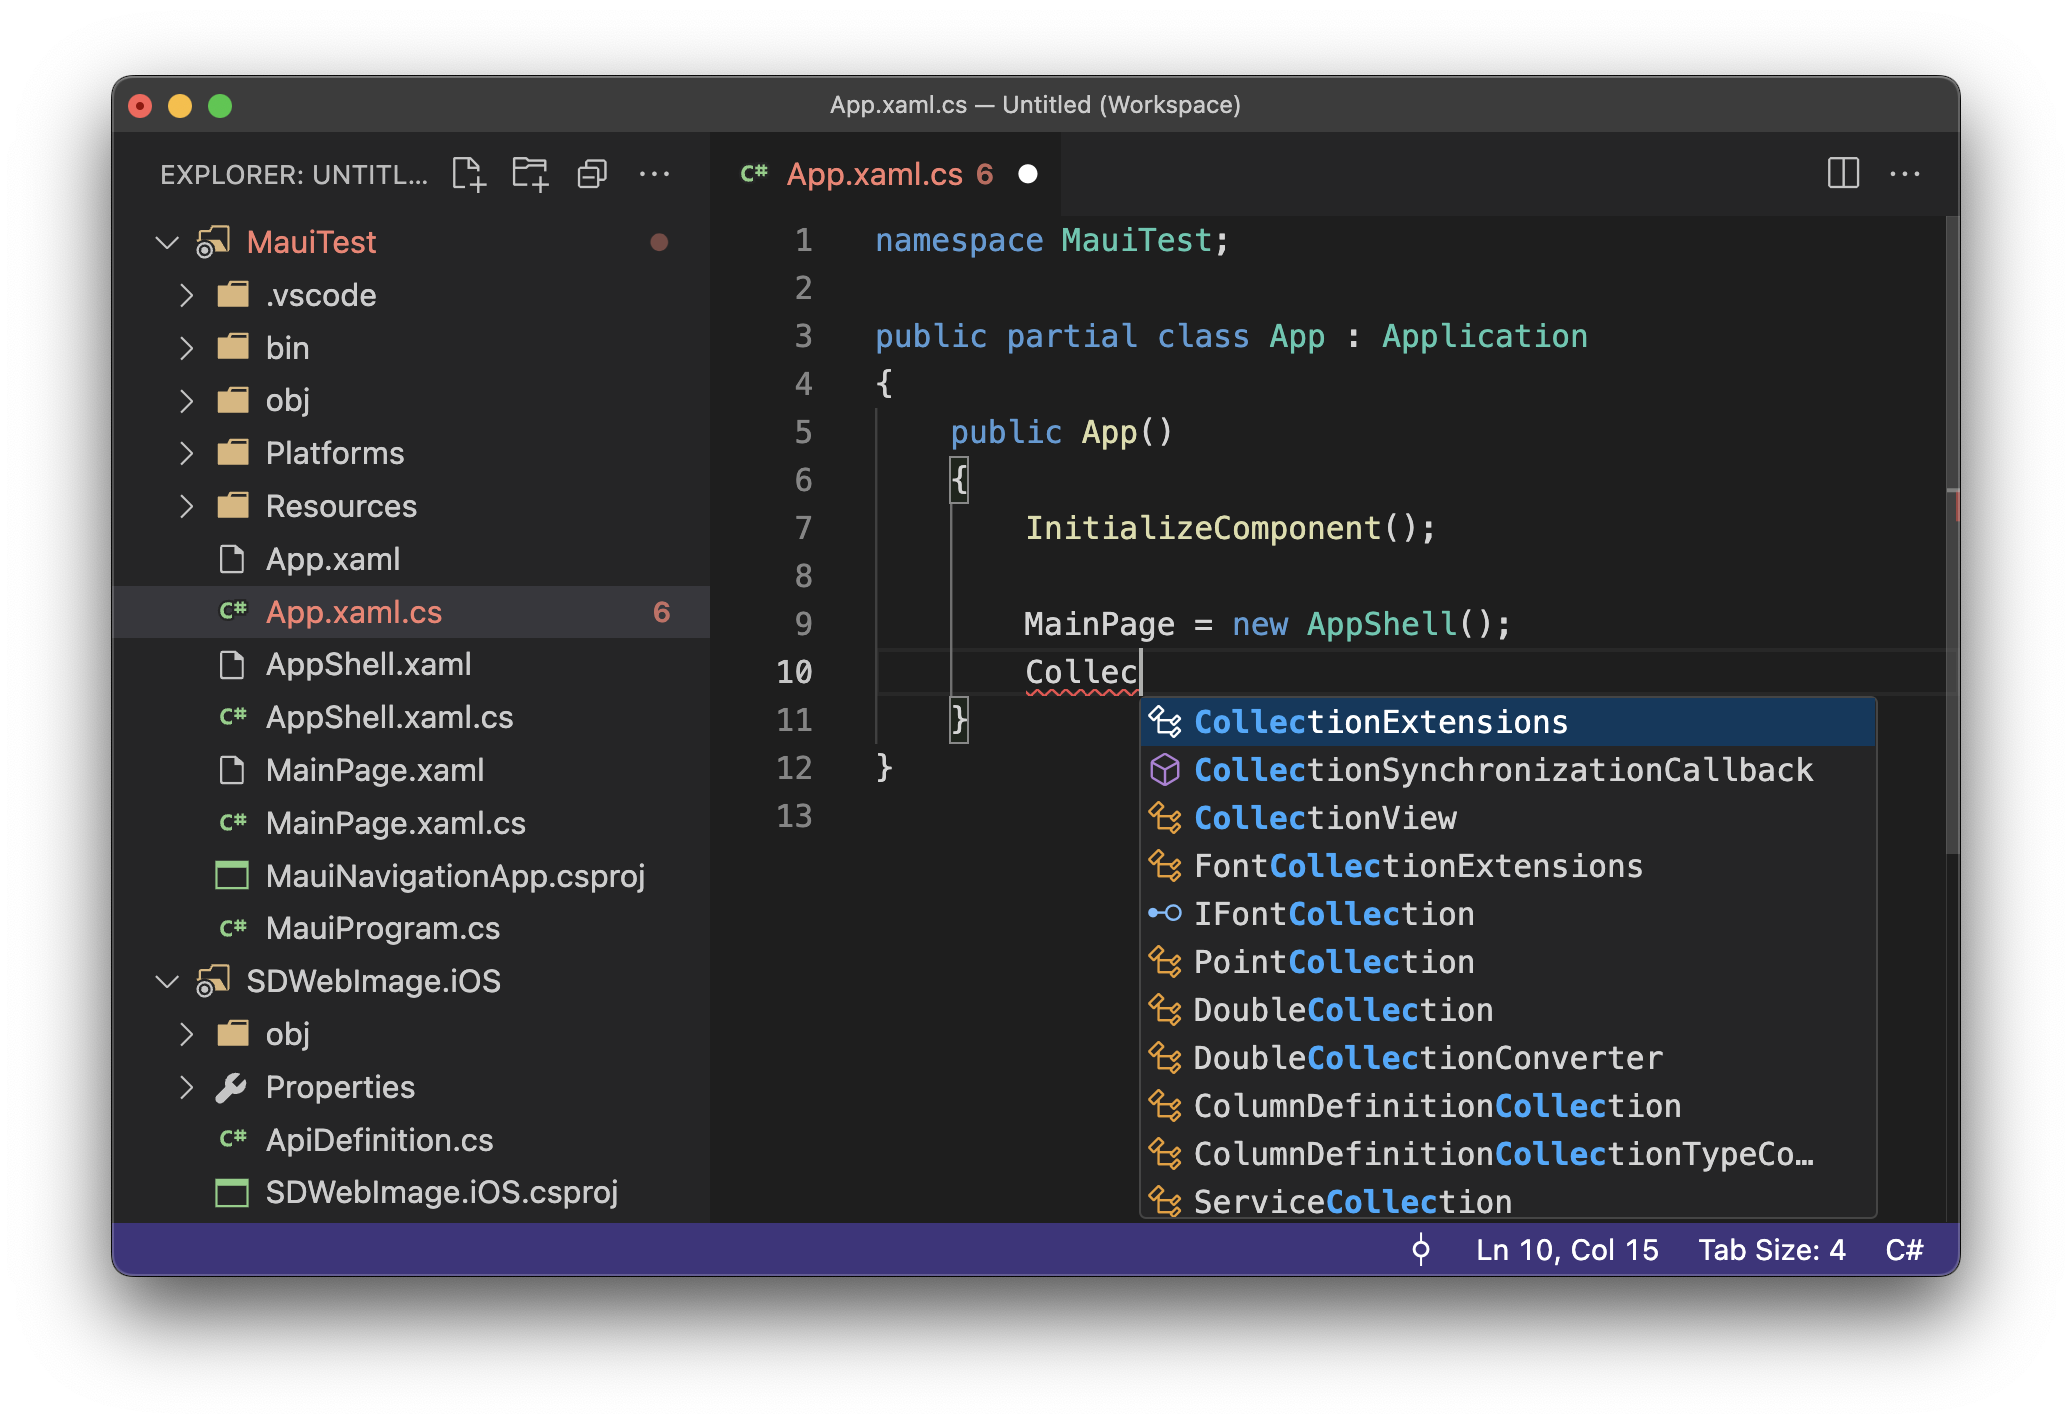 App.xaml.cs — Untitled (Workspace)
EXPLORER: UNTITL...
MauiTest
.vscode
bin
obj
Platforms
Resources
App.xaml
C# App.xaml.cs 6
AppShell.xaml
C# AppShell.xaml.cs
MainPage.xaml
C# MainPage.xaml.cs
MauiNavigationApp.csproj
C# MauiProgram.cs
SDWebImage.iOS
obj
Properties
C# ApiDefinition.cs
SDWebImage.iOS.csproj
C# App.xaml.cs 6
1 namespace MauiTest;
2
3 public partial class App : Application
4 {
5 public App()
6 {
7 InitializeComponent();
8
9 MainPage = new AppShell();
10 Collec
11 }
12 }
13
CollectionExtensions
CollectionSynchronizationCallback
CollectionView
FontCollectionExtensions
IFontCollection
PointCollection
DoubleCollection
DoubleCollectionConverter
ColumnDefinitionCollection
ColumnDefinitionCollectionTypeCo…
ServiceCollection
Ln 10, Col 15 Tab Size: 4 C#